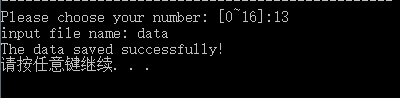 Please choose your number: [0~16]:13
input file name: data
The data saved successfully!
请按任意键继续. . .